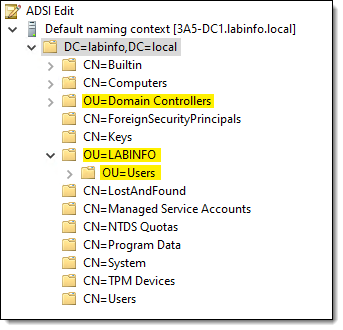 ADSI Edit
Default naming context [3A5-DC1.labinfo.local]
DC=labinfo,DC=local
CN=Builtin
CN=Computers
OU=Domain Controllers
CN=ForeignSecurityPrincipals
CN=Keys
OU=LABINFO
OU=Users
CN=LostAndFound
CN=Managed Service Accounts
CN=NTDS Quotas
CN=Program Data
CN=System
CN=TPM Devices
CN=Users